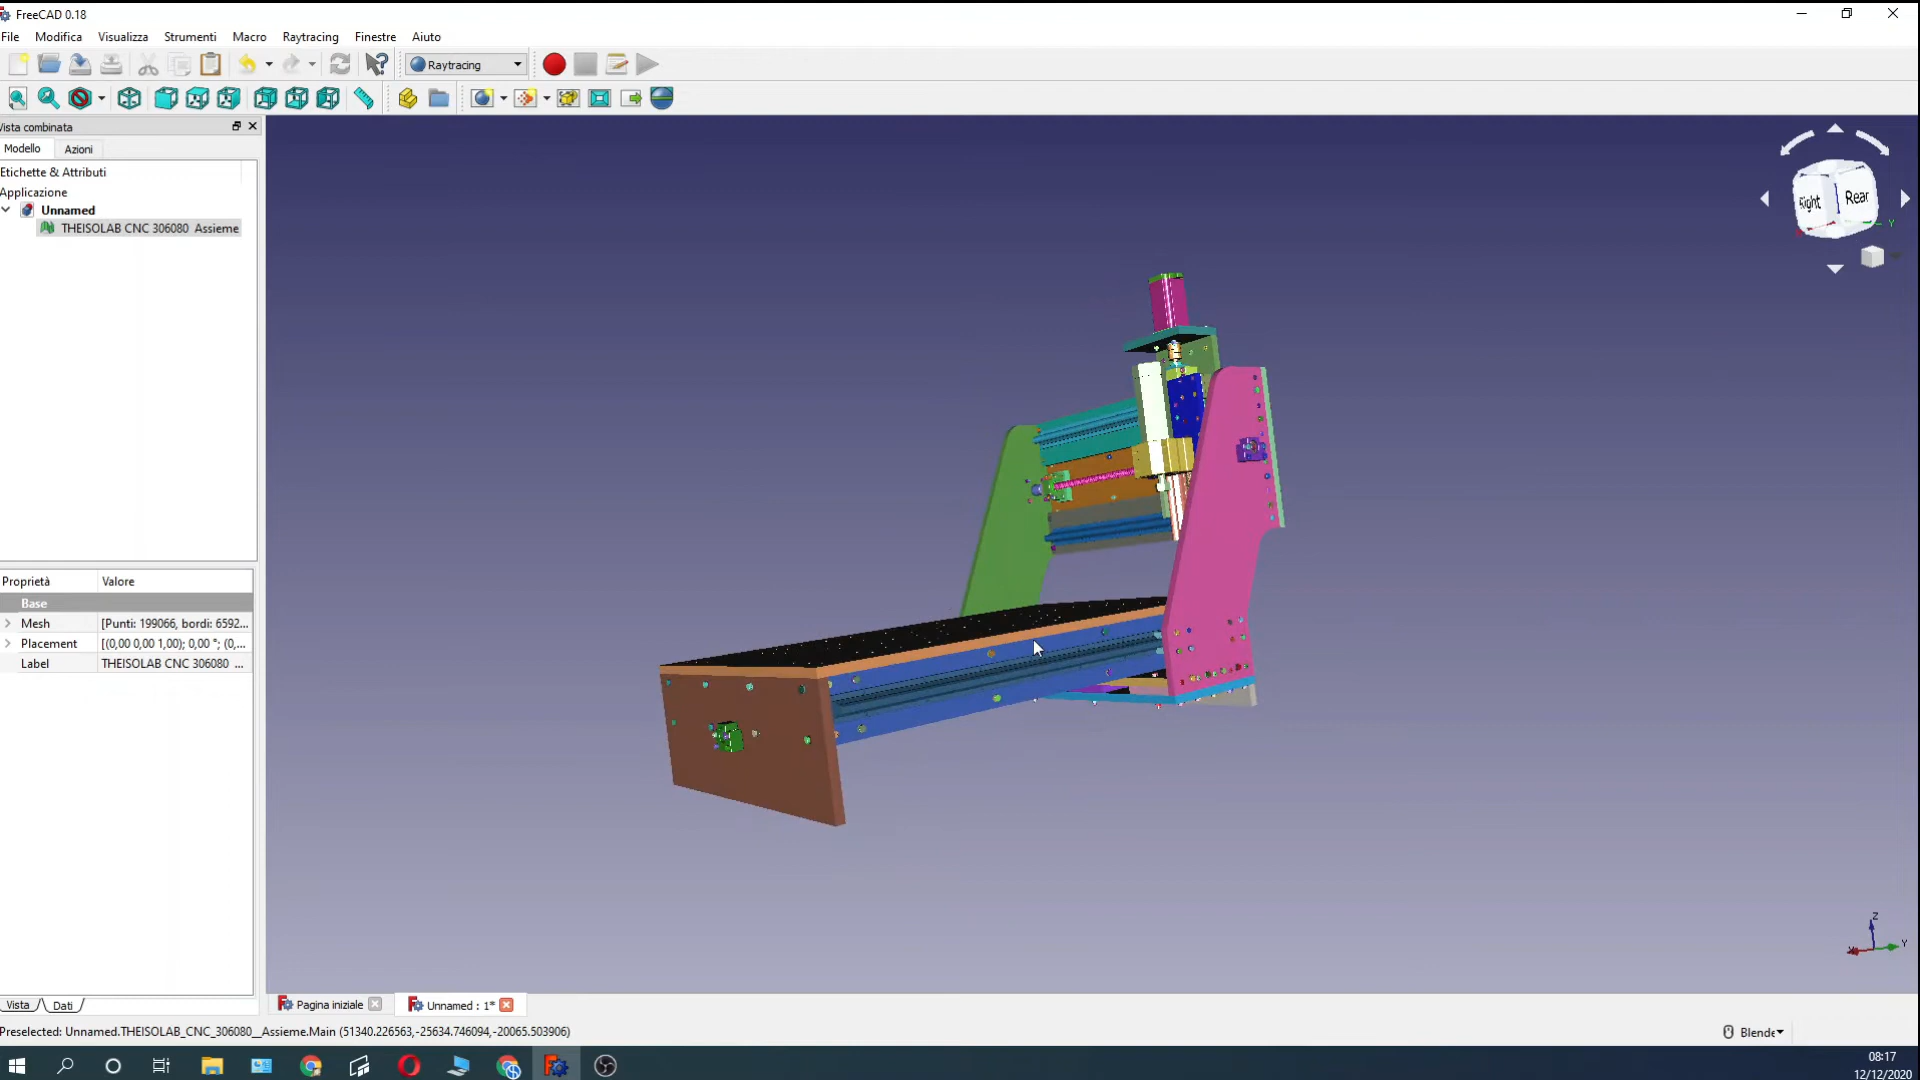 FreeCAD 0.18
File Modifica Visualizza Strumenti Macro Raytracing Finestre Aiuto
Raytracing
Vista combinata
Modello Azioni
Etichette & Attributi
Applicazione
Unnamed
THEISOLAB CNC 306080 Assieme
Right Rear
Y
Proprietà Valore
Base
Mesh [Punti: 199066, bordi: 6592...
Placement [(0,00 0,00 1,00); 0,00 °; (0,...
Label THEISOLAB CNC 306080 ...
Z
Y
Vista Dati
Pagina iniziale
Unnamed : 1*
Preselected: Unnamed.THEISOLAB_CNC_306080__Assieme.Main (51340.226563,-25634.746094,-20065.503906)
Blende
08:17
12/12/2020